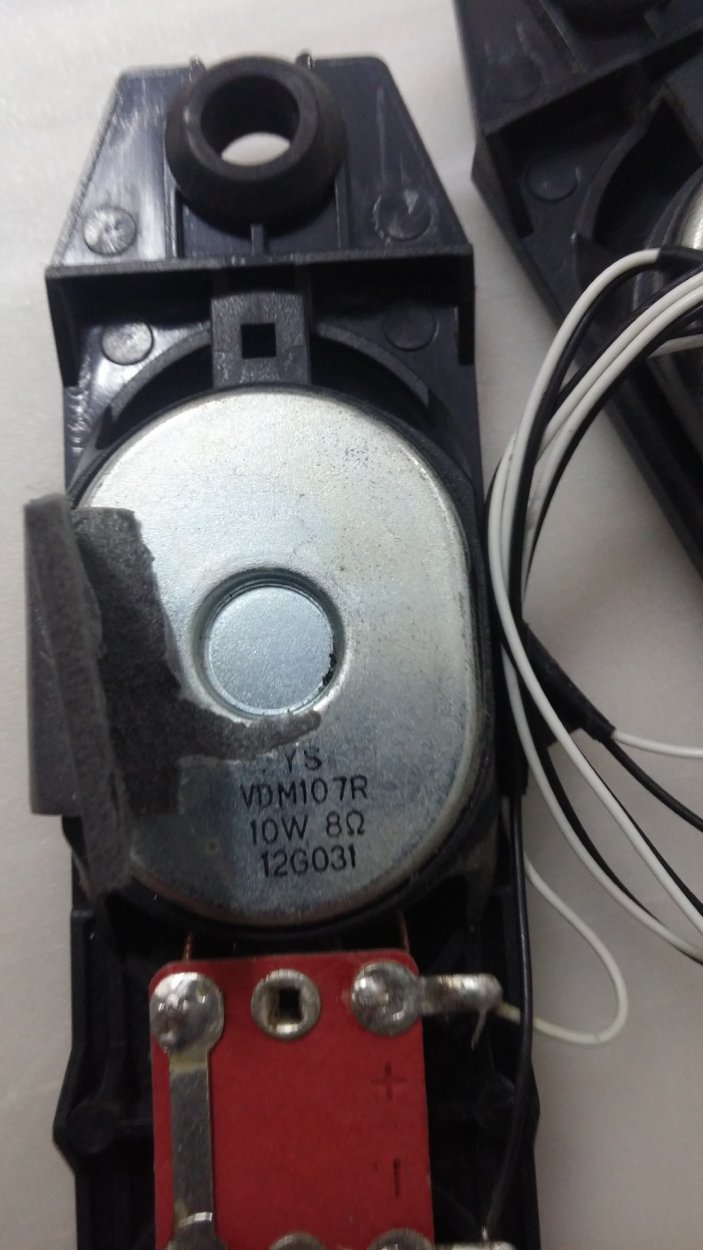 YS
VDM107R
10W 8Ω
12G031
+
-